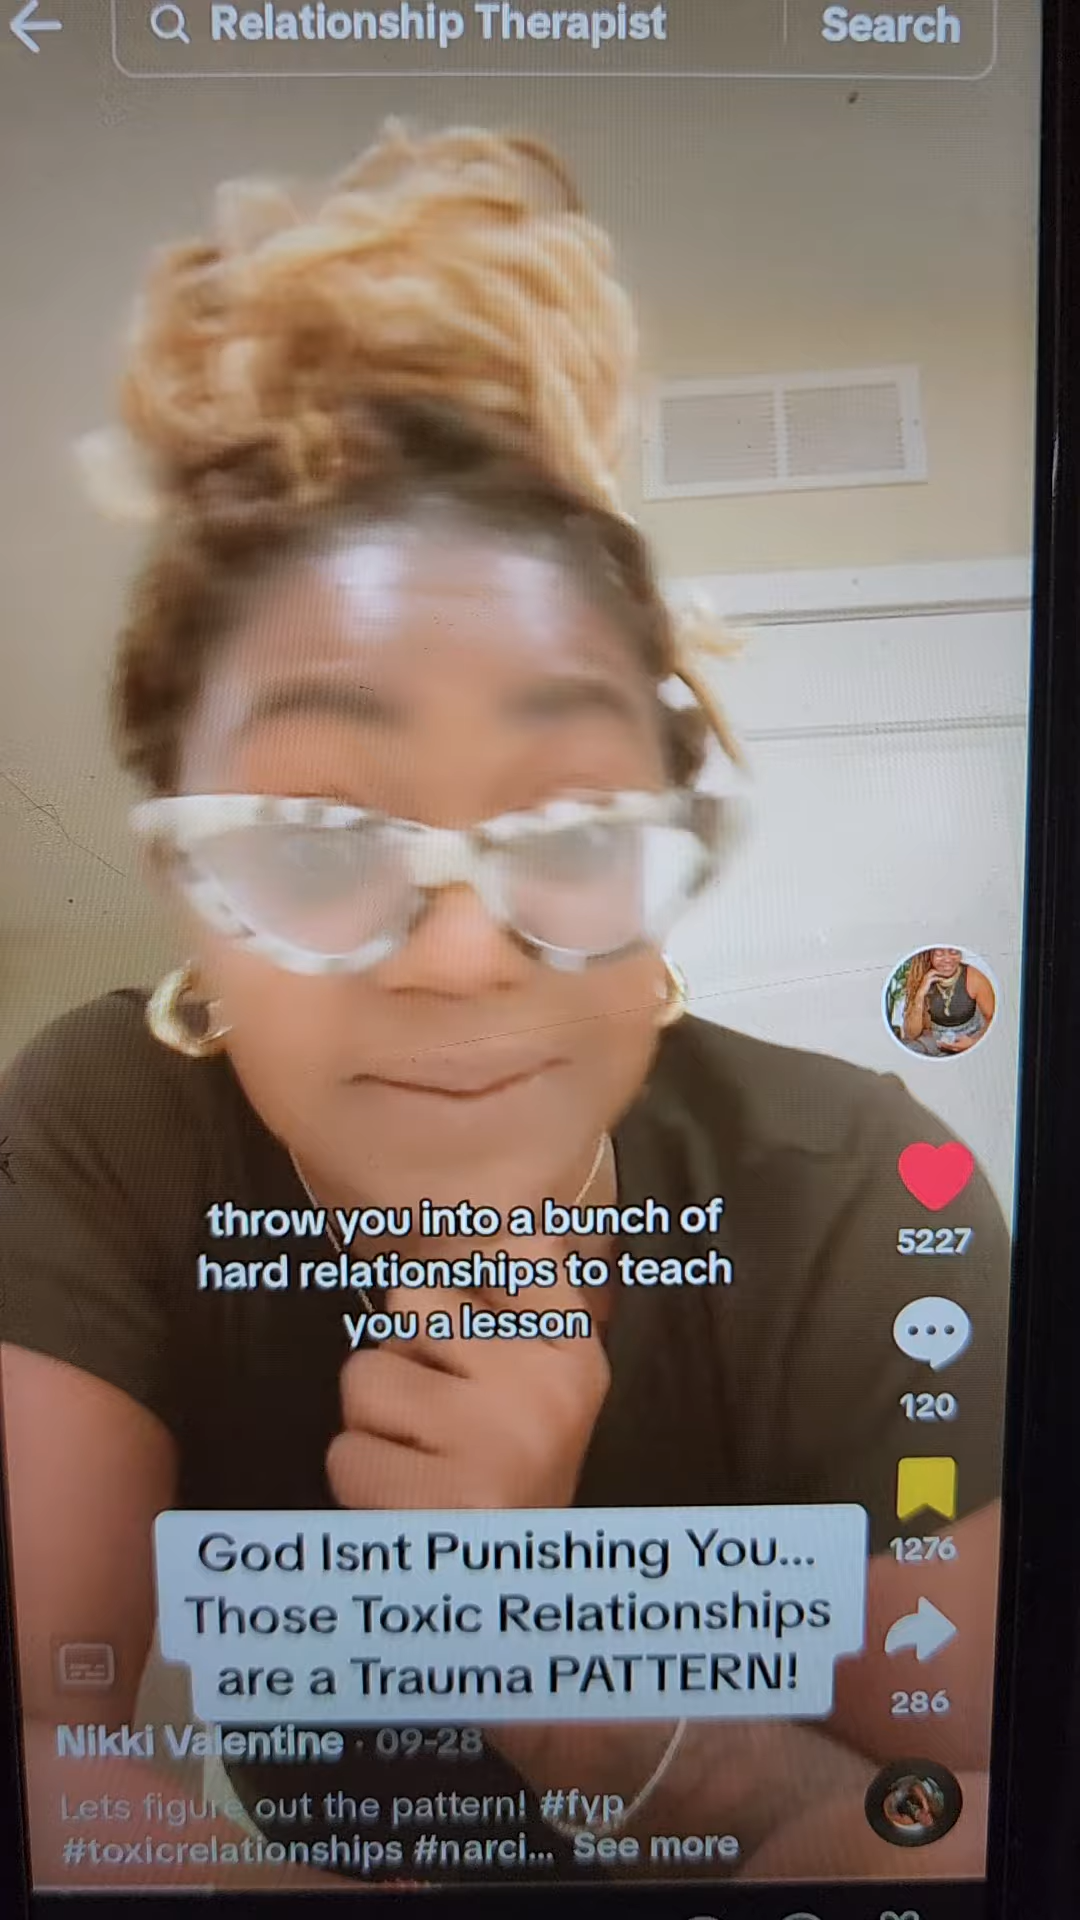 Relationship Therapist
Search
throw you into a bunch of
hard relationships to teach
you a lesson
5227
120
1276
286
God Isnt Punishing You...
Those Toxic Relationships
are a Trauma PATTERN!
Nikki Valentine · 09-28
Lets figure out the pattern! #fyp
#toxicrelationships #narci... See more